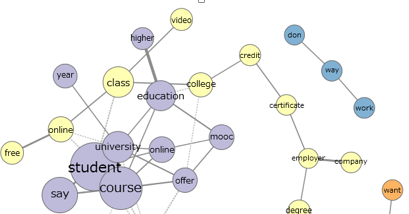 video
higher
don
credit
year
class
college
way
education
work
certificate
online
mooc
university
free
online
student
employer
company
say
course
offer
want
degree